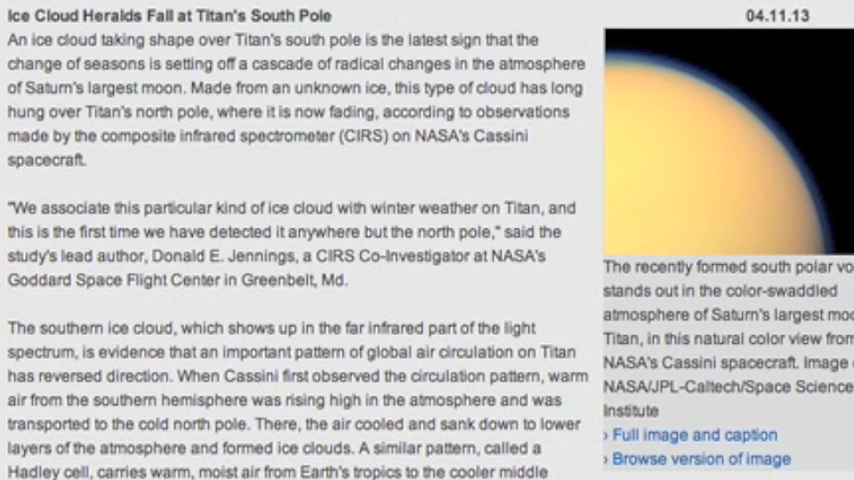 Ice Cloud Heralds Fall at Titan's South Pole
04.11.13
An ice cloud taking shape over Titan's south pole is the latest sign that the
change of seasons is setting off a cascade of radical changes in the atmosphere
of Saturn's largest moon. Made from an unknown ice, this type of cloud has long
hung over Titan's north pole, where it is now fading, according to observations
made by the composite infrared spectrometer (CIRS) on NASA's Cassini
spacecraft.
"We associate this particular kind of ice cloud with winter weather on Titan, and
this is the first time we have detected it anywhere but the north pole," said the
study's lead author, Donald E. Jennings, a CIRS Co-Investigator at NASA's
Goddard Space Flight Center in Greenbelt, Md.
The southern ice cloud, which shows up in the far infrared part of the light
spectrum, is evidence that an important pattern of global air circulation on Titan
has reversed direction. When Cassini first observed the circulation pattern, warm
air from the southern hemisphere was rising high in the atmosphere and was
transported to the cold north pole. There, the air cooled and sank down to lower
layers of the atmosphere and formed ice clouds. A similar pattern, called a
Hadley cell, carries warm, moist air from Earth's tropics to the cooler middle
The recently formed south polar vo
stands out in the color-swaddled
atmosphere of Saturn's largest moo
Titan, in this natural color view from
NASA's Cassini spacecraft. Image
NASA/JPL-Caltech/Space Science
Institute
› Full image and caption
› Browse version of image